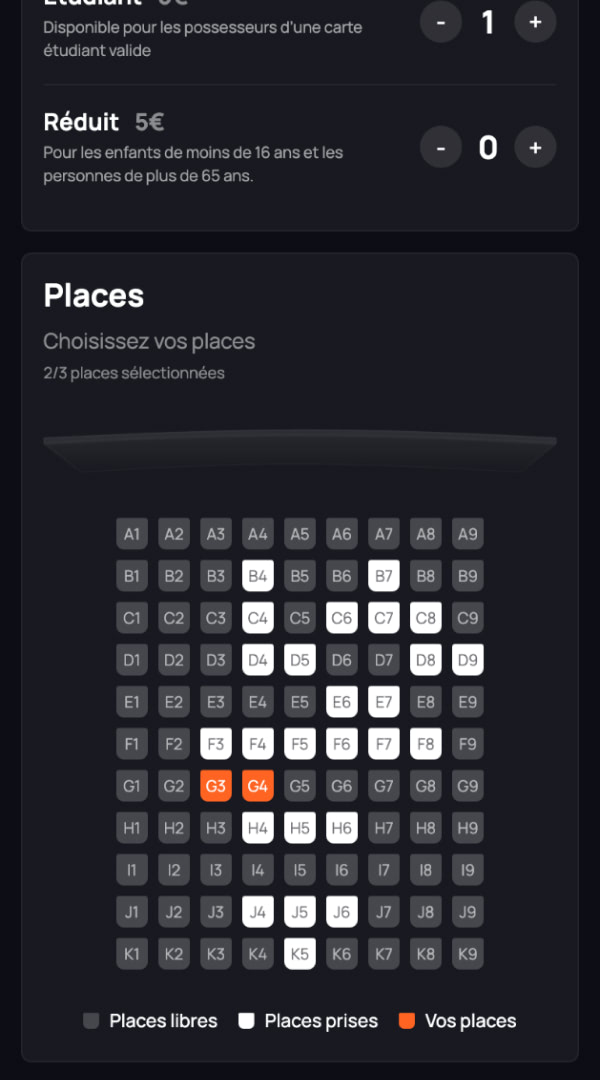 Étudiant 6€
Disponible pour les possesseurs d’une carte
étudiant valide
- 1 +
Réduit 5€
Pour les enfants de moins de 16 ans et les
personnes de plus de 65 ans.
- 0 +
Places
Choisissez vos places
2/3 places sélectionnées
A1 A2 A3 A4 A5 A6 A7 A8 A9
B1 B2 B3 B4 B5 B6 B7 B8 B9
C1 C2 C3 C4 C5 C6 C7 C8 C9
D1 D2 D3 D4 D5 D6 D7 D8 D9
E1 E2 E3 E4 E5 E6 E7 E8 E9
F1 F2 F3 F4 F5 F6 F7 F8 F9
G1 G2 G3 G4 G5 G6 G7 G8 G9
H1 H2 H3 H4 H5 H6 H7 H8 H9
I1 I2 I3 I4 I5 I6 I7 I8 I9
J1 J2 J3 J4 J5 J6 J7 J8 J9
K1 K2 K3 K4 K5 K6 K7 K8 K9
Places libres Places prises Vos places